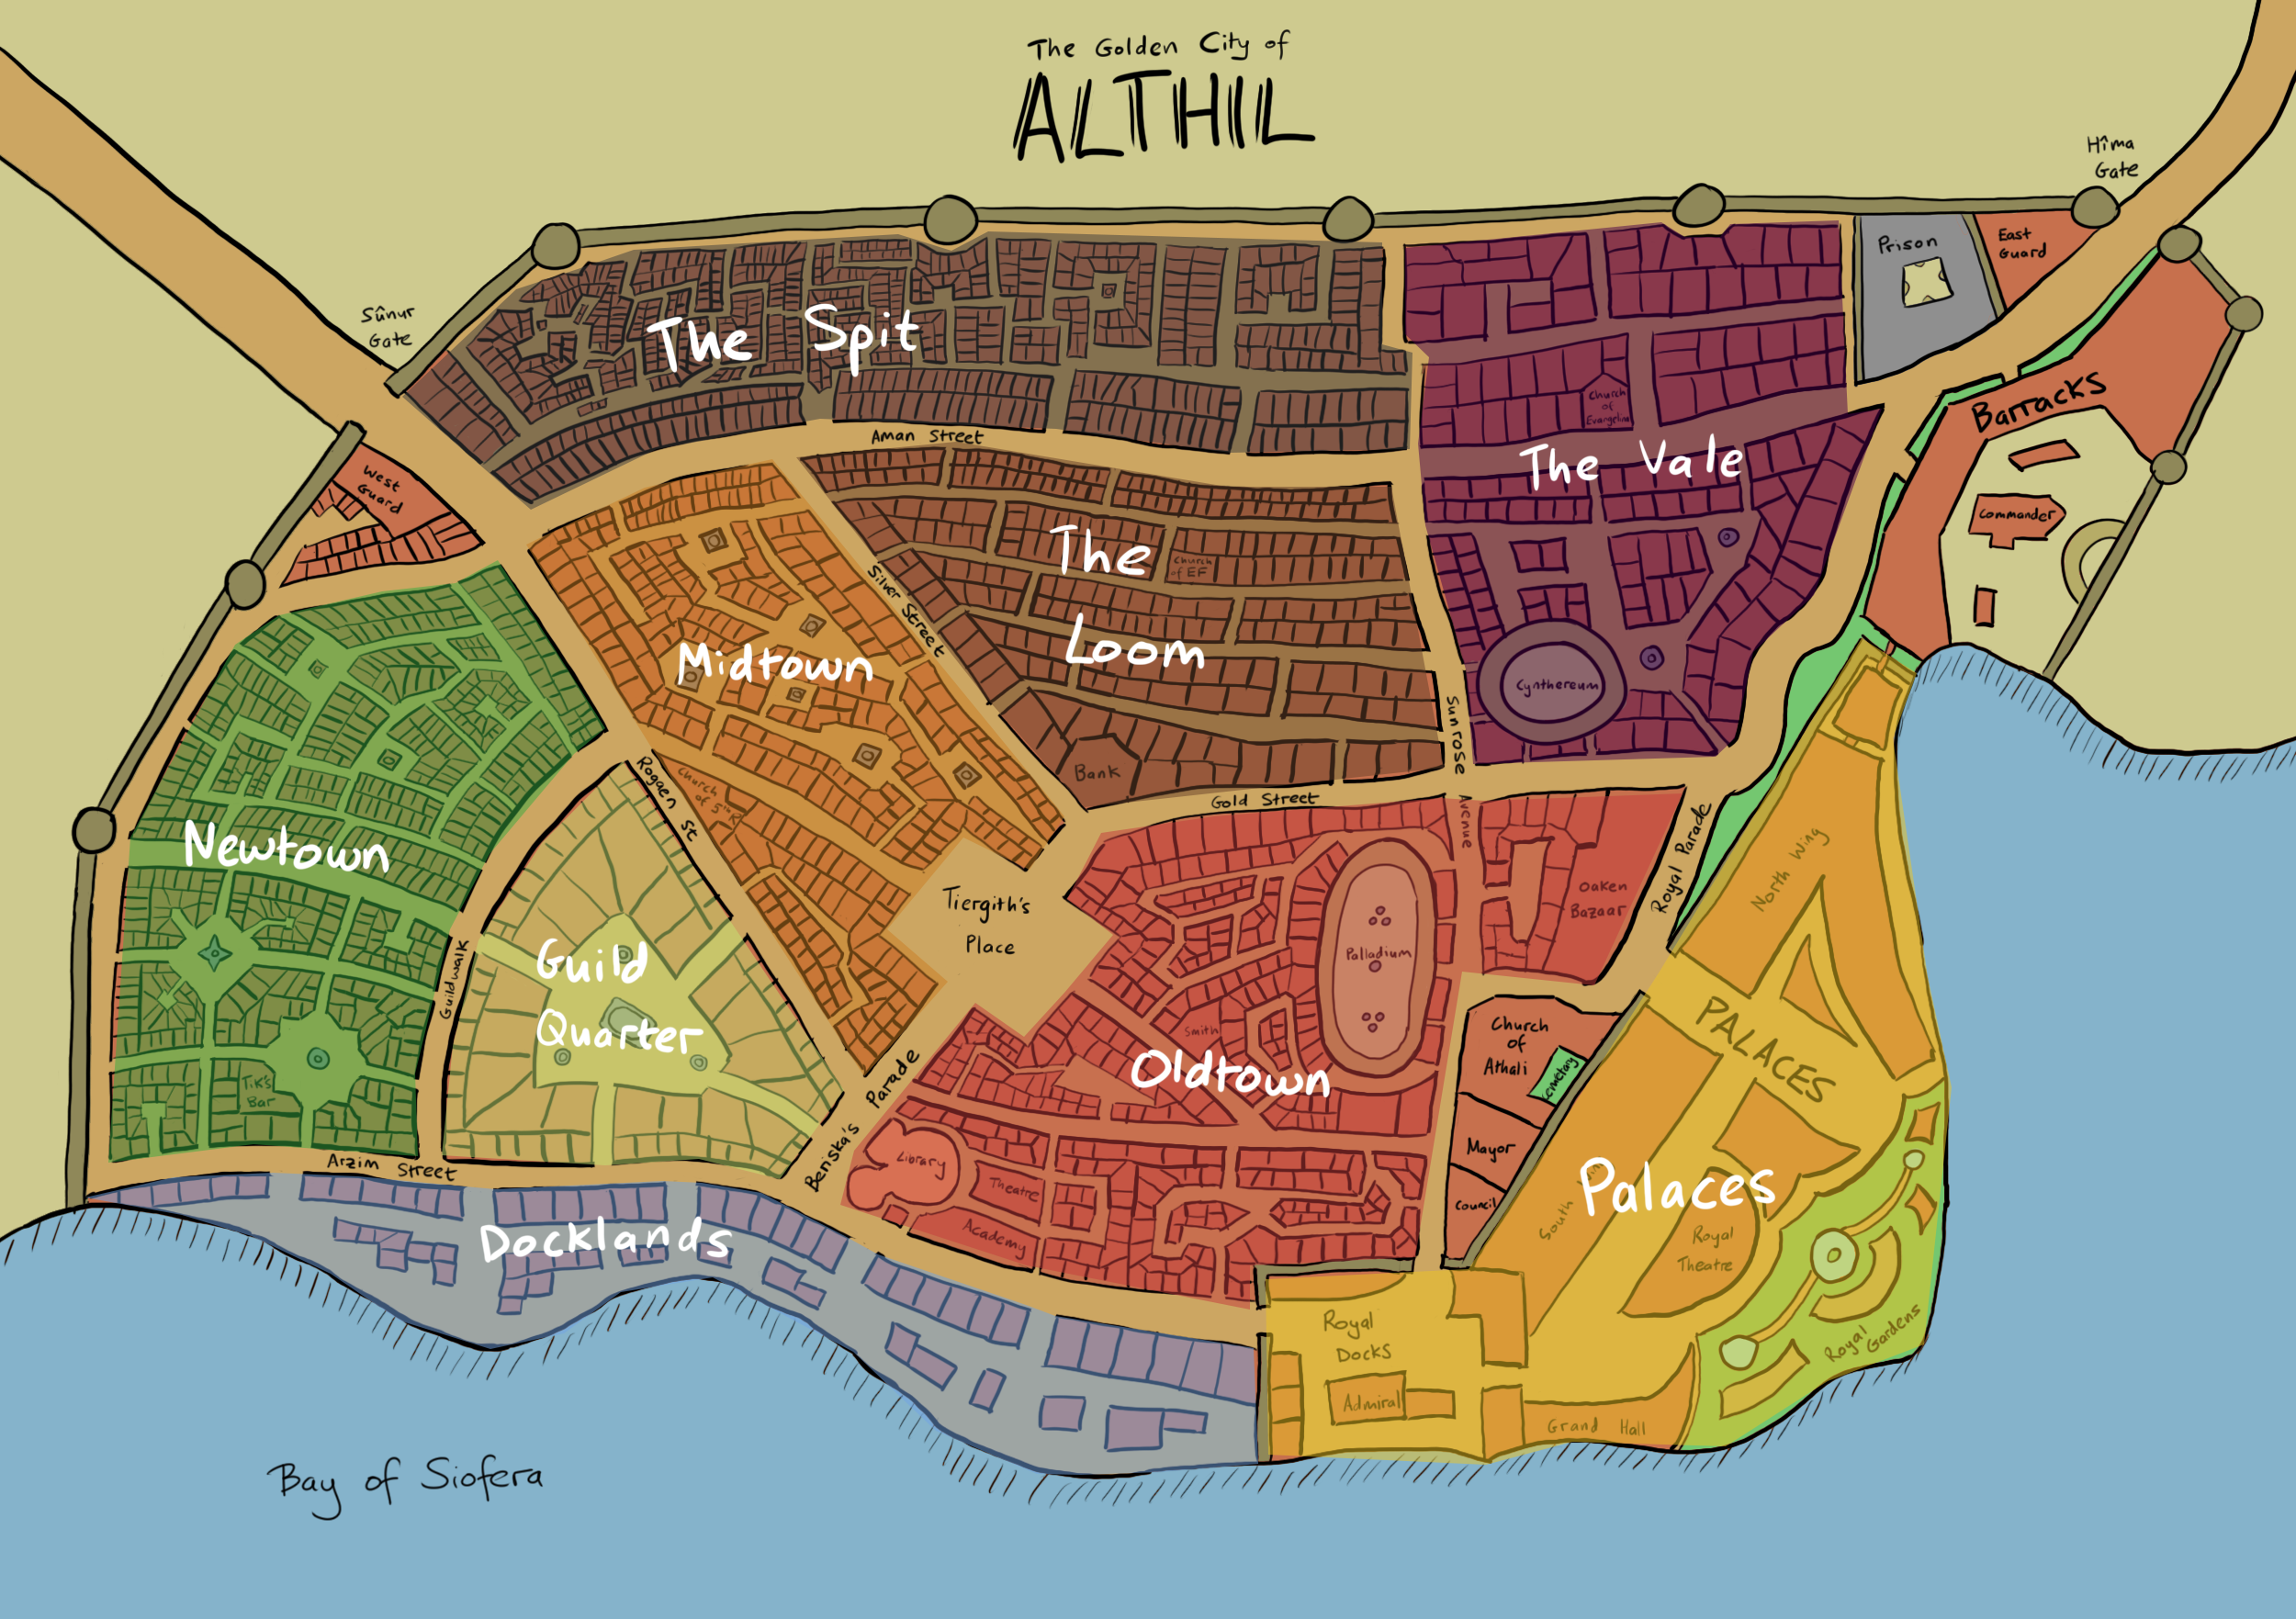 The Golden City of
ALTHIL
Hîma
Gate
Sûnur
Gate
Prison
East
Guard
The Spit
Barracks
Church
of
Evangelina
Aman Street
The Vale
West
Guard
Commander
The
Loom
Church
of EF
Silver Street
Midtown
Cynthereum
Sunrose
Avenue
Bank
Gold Street
Rogaen St
Church
of 5th R
Newtown
Royal Parade
North Wing
Oaken
Bazaar
Tiergith's
Place
Palladium
Guild
Quarter
Guildwalk
PALACES
Smith
Oldtown
Church
of
Athali
Cemetary
Tik's
Bar
Beriska's
Parade
Mayor
Library
Theatre
Academy
Council
Palaces
South
Royal
Theatre
Arzim Street
Docklands
Royal
Docks
Royal
Gardens
Admiral
Grand Hall
Bay of Siofera